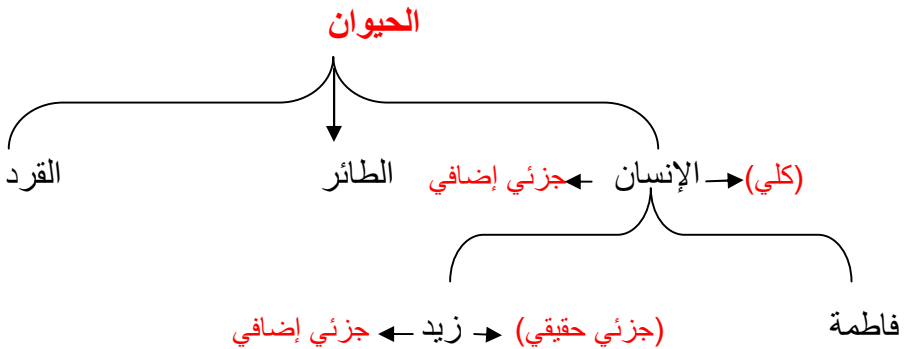 الحيوان
(كلي) الإنسان جزئي إضافي الطائر القرد
فاطمة (جزئي حقيقي) زيد جزئي إضافي